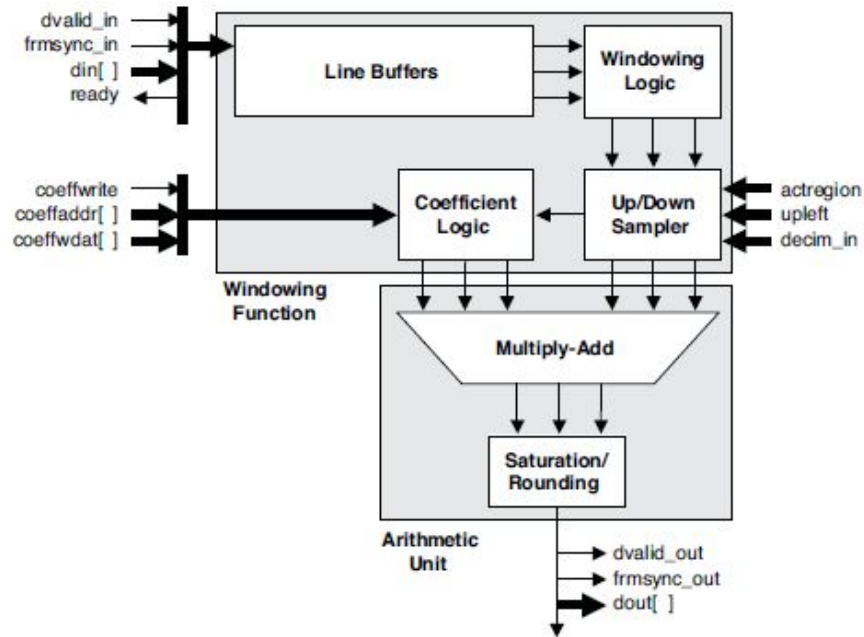 dvalid_in
frmsync_in
din[ ]
ready
Line Buffers
Windowing
Logic
coeffwrite
coeffaddr[ ]
coeffwdat[ ]
Coefficient
Logic
Up/Down
Sampler
actregion
upleft
decim_in
Windowing
Function
Multiply-Add
Saturation/
Rounding
Arithmetic
Unit
dvalid_out
frmsync_out
dout[ ]